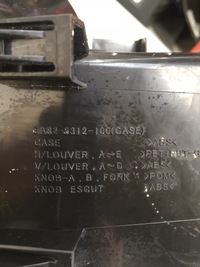 2312-100(CASE)
CASE >ABS<
H/LOUVER, A~E
V/LOUVER, A~D >ABS<
KNOB-A, B, FORK >POM<
KNOB ESCUT >ABS<